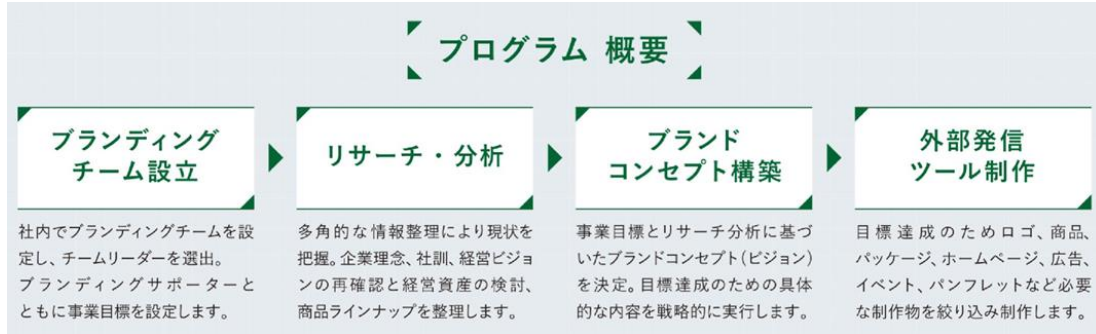 プログラム 概要
ブランディング
チーム設立
社内でブランディングチームを設
定し、チームリーダーを選出。
ブランディングサポーターと
ともに事業目標を設定します。
リサーチ・分析
多角的な情報整理により現状を
把握。企業理念、社訓、経営ビジョ
ンの再確認と経営資産の検討、
商品ラインナップを整理します。
ブランド
コンセプト構築
事業目標とリサーチ分析に基づ
いたブランドコンセプト(ビジョン)
を決定。目標達成のための具体
的な内容を戦略的に実行します。
外部発信
ツール制作
目標達成のためロゴ、商品、
パッケージ、ホームページ、広告、
イベント、パンフレットなど必要
な制作物を絞り込み制作します。